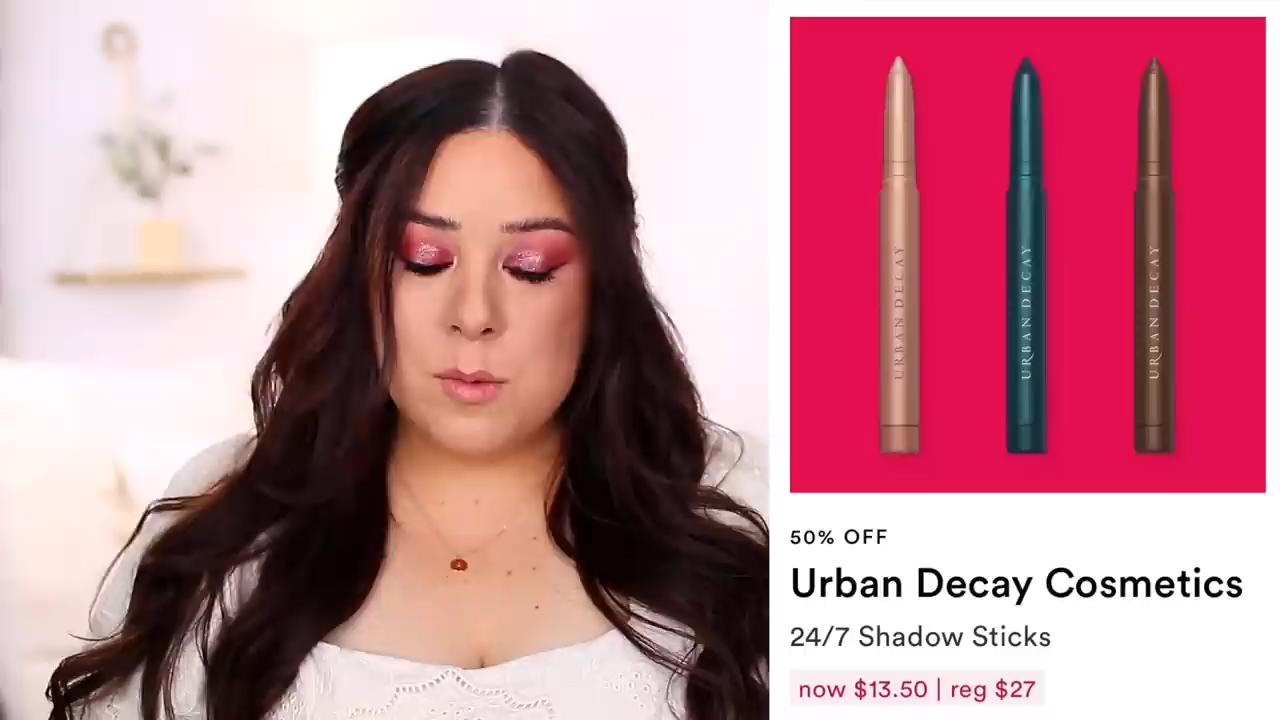 URBAN DECAY
URBAN DECAY
URBAN DECAY
50% OFF
Urban Decay Cosmetics
24/7 Shadow Sticks
now $13.50 | reg $27